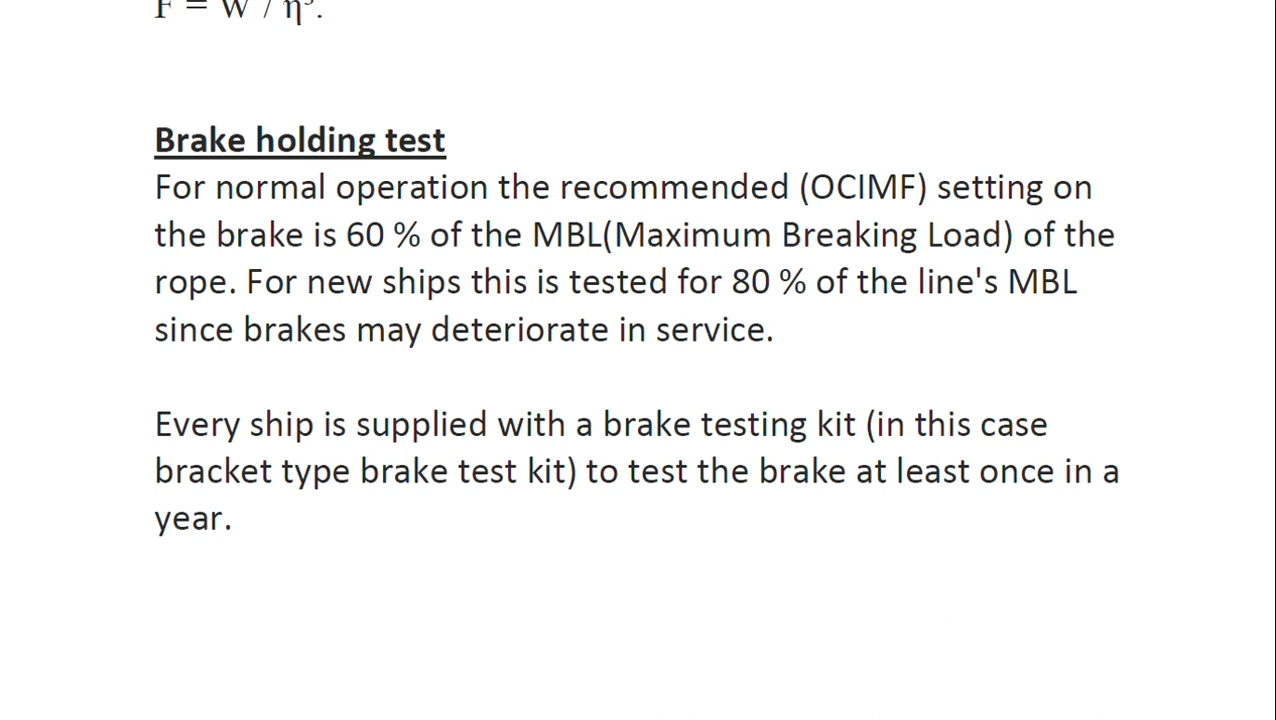 F = W / η⁵.
Brake holding test
For normal operation the recommended (OCIMF) setting on
the brake is 60 % of the MBL(Maximum Breaking Load) of the
rope. For new ships this is tested for 80 % of the line's MBL
since brakes may deteriorate in service.
Every ship is supplied with a brake testing kit (in this case
bracket type brake test kit) to test the brake at least once in a
year.